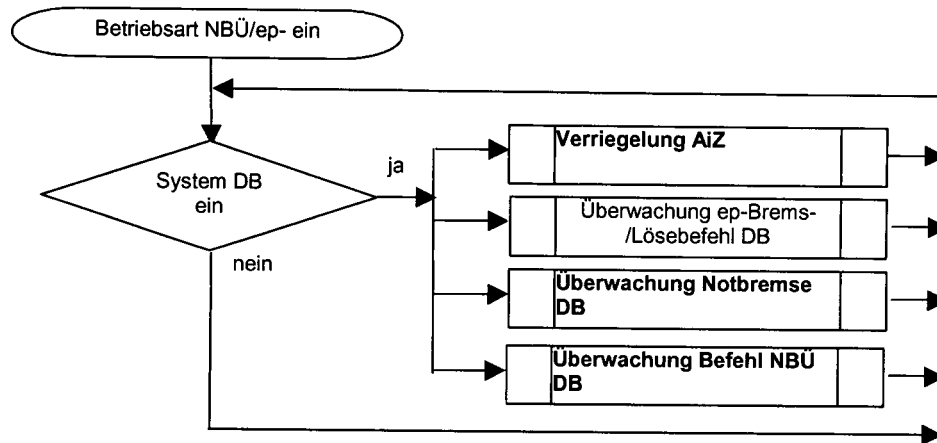 Betriebsart NBÜ/ep- ein
System DB
ein
ja
nein
Verriegelung AiZ
Überwachung ep-Brems-
/Lösebefehl DB
Überwachung Notbremse
DB
Überwachung Befehl NBÜ
DB